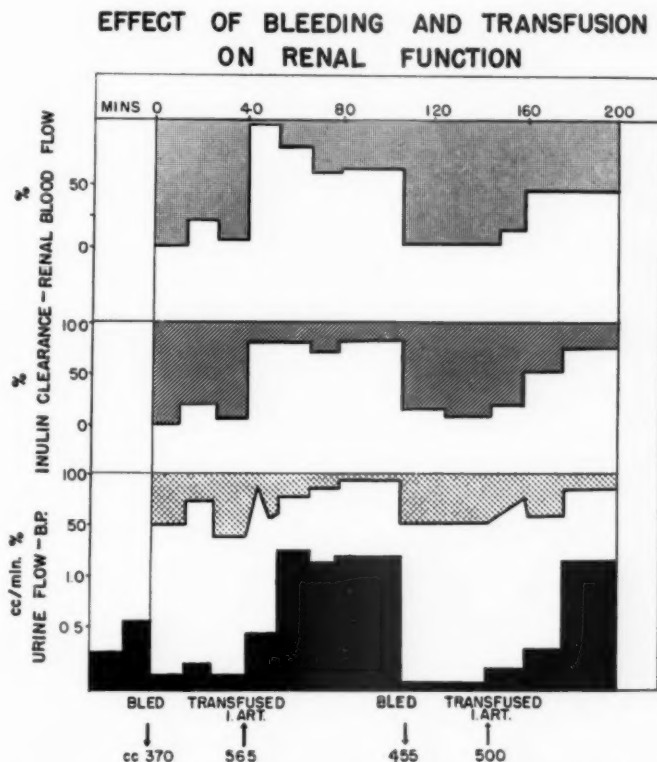 EFFECT OF BLEEDING AND TRANSFUSION
ON RENAL FUNCTION
MINS 0 40 80 120 160 200
% RENAL BLOOD FLOW
50
0
% INULIN CLEARANCE –
100
50
0
cc/min. % URINE FLOW – B.P.
100
50
1.0
0.5
BLED TRANSFUSED BLED TRANSFUSED
I. ART. I. ART.
cc 370 565 455 500